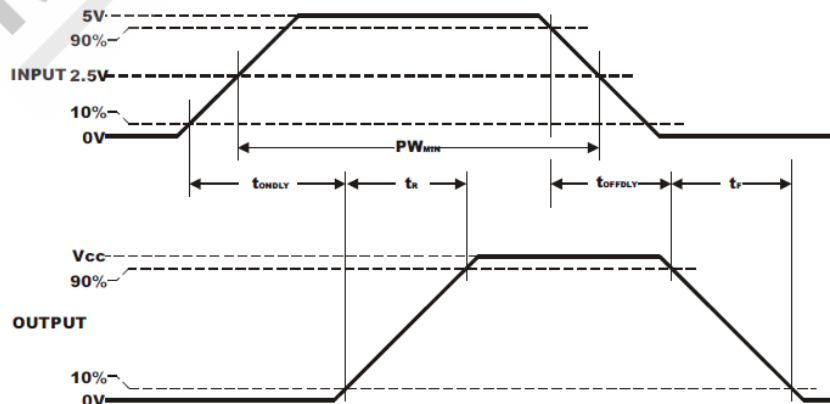 5V
90%
INPUT 2.5V
10%
0V
PWMIN
tONDLY
tR
tOFFDLY
tF
Vcc
90%
OUTPUT
10%
0V